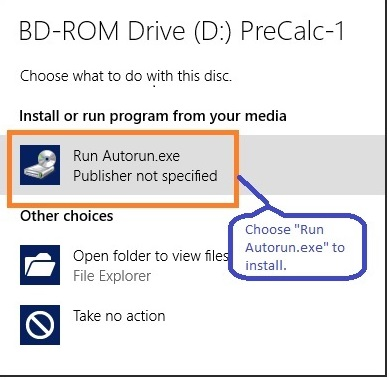 BD-ROM Drive (D:) PreCalc-1
Choose what to do with this disc.
Install or run program from your media
Run Autorun.exe
Publisher not specified
Other choices
Choose "Run
Autorun.exe" to
install.
Open folder to view files
File Explorer
Take no action